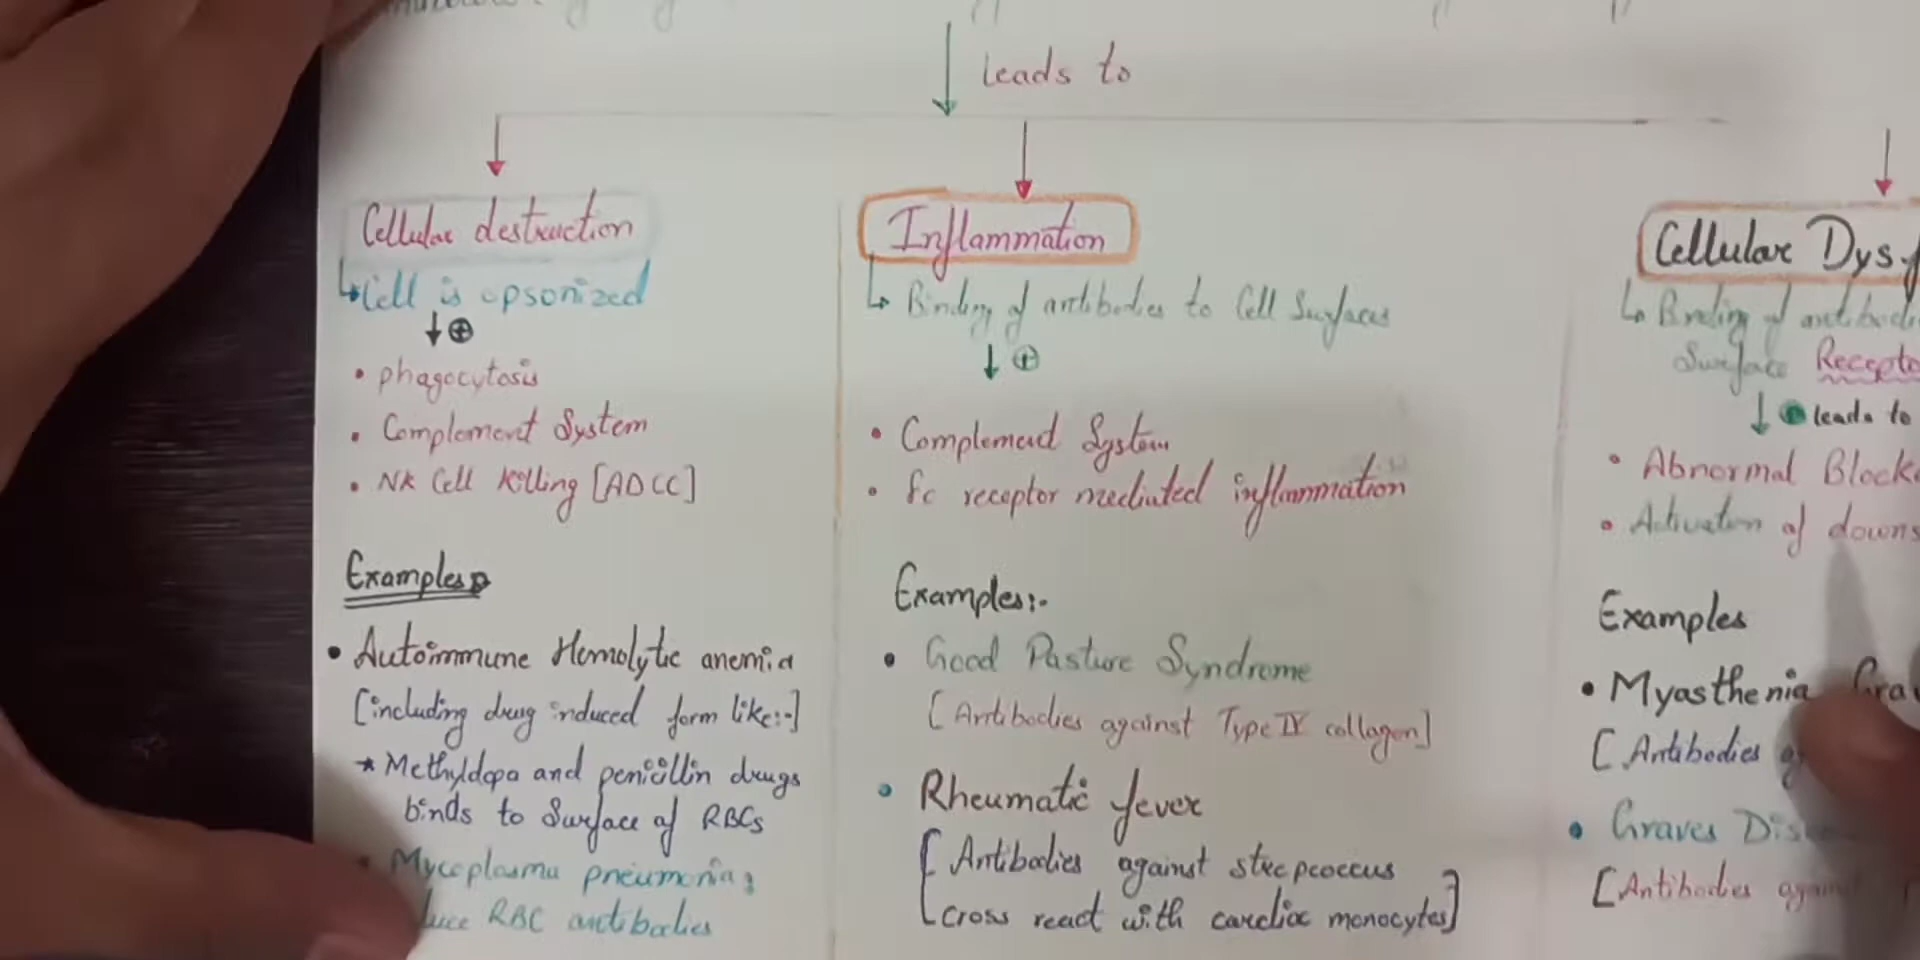 leads to
Cellular destruction
Cell is opsonized
+
• phagocytosis
• Complement System
• NK Cell Killing [ADCC]
Examples
• Autoimmune Hemolytic anemia
[including drug induced form like:-]
* Methyldopa and penicillin drugs
binds to Surface of RBCs
Mycoplasma pneumonia
RBC antibodies
Inflammation
Binding of antibodies to Cell Surfaces
+
• Complement System
• Fc receptor mediated inflammation
Examples:-
• Good Pasture Syndrome
[Antibodies against Type IV collagen]
• Rheumatic fever
[Antibodies against strepcoccus
cross react with cardiac monocytes]
Cellular Dys.
Binding of
Surface
leads to
• Abnormal
• Activation of
Examples
• Myasthenia
[Antibodies
• Graves
[Antibodies